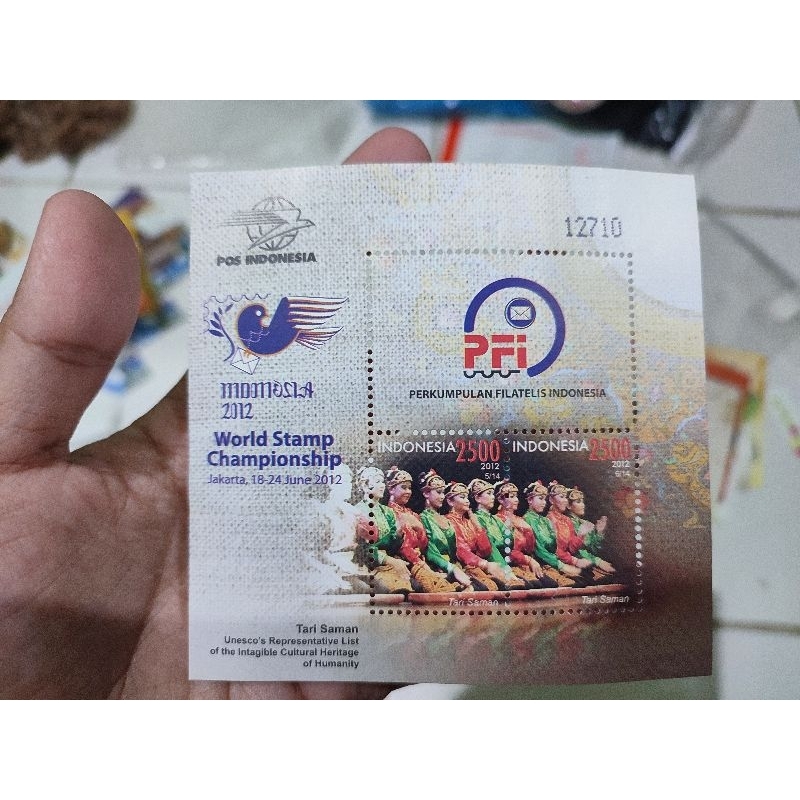 POS INDONESIA
12710
INDONESIA
2012
World Stamp
Championship
Jakarta, 18-24 June 2012
PFi
PERKUMPULAN FILATELIS INDONESIA
INDONESIA 2500
2012
5/14
Tari Saman
INDONESIA 2500
2012
6/14
Tari Saman
Tari Saman
Unesco's Representative List
of the Intagible Cultural Heritage
of Humanity